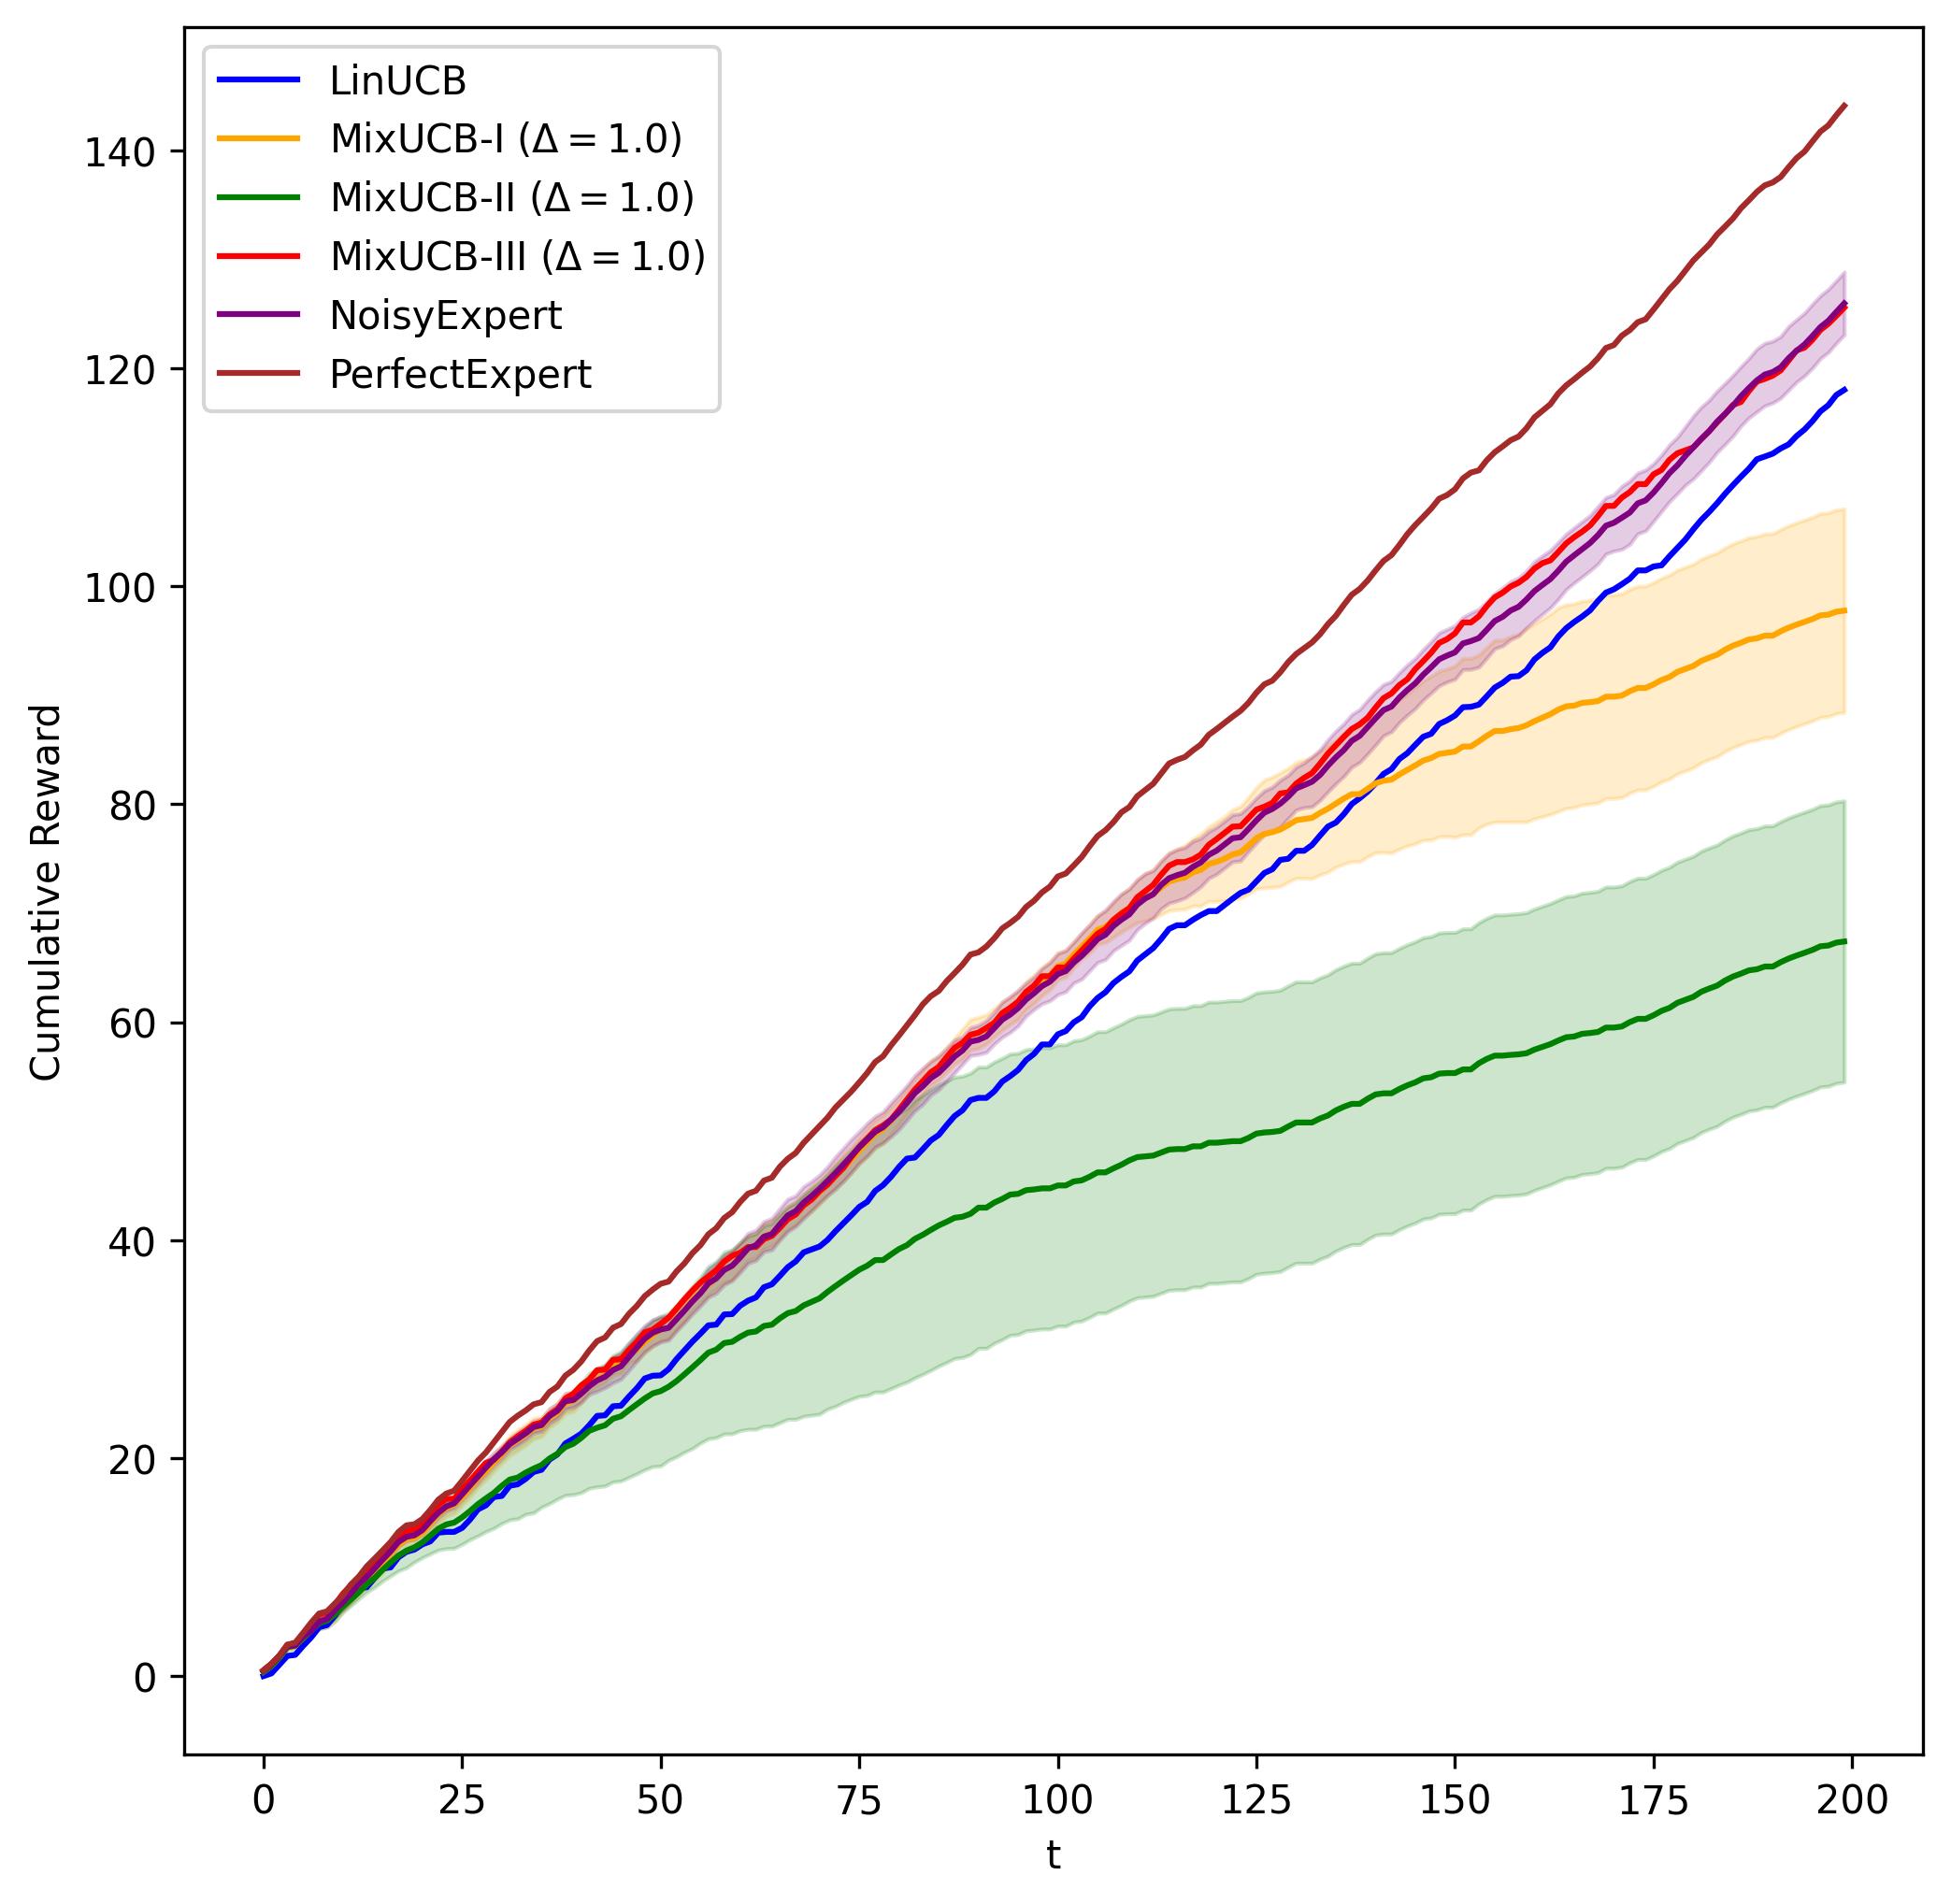 LinUCB
MixUCB-I (Δ = 1.0)
MixUCB-II (Δ = 1.0)
MixUCB-III (Δ = 1.0)
NoisyExpert
PerfectExpert
Cumulative Reward
140
120
100
80
60
40
20
0
0 25 50 75 100 125 150 175 200
t